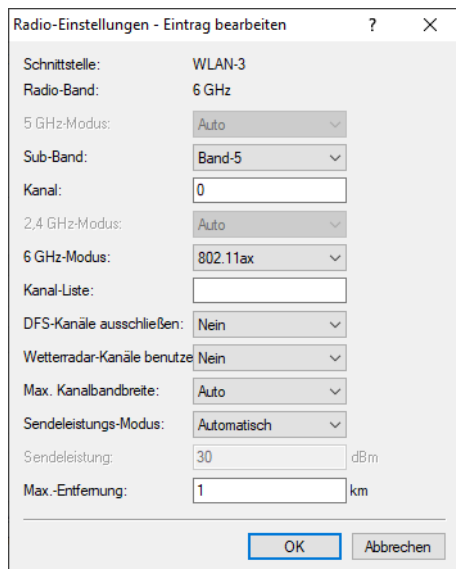 Radio-Einstellungen - Eintrag bearbeiten ?
Schnittstelle: WLAN-3
Radio-Band: 6 GHz
5 GHz-Modus: Auto
Sub-Band: Band-5
Kanal: 0
2,4 GHz-Modus: Auto
6 GHz-Modus: 802.11ax
Kanal-Liste:
DFS-Kanäle ausschließen: Nein
Wetterradar-Kanäle benutze Nein
Max. Kanalbandbreite: Auto
Sendeleistungs-Modus: Automatisch
Sendeleistung: 30 dBm
Max.-Entfernung: 1 km
OK Abbrechen